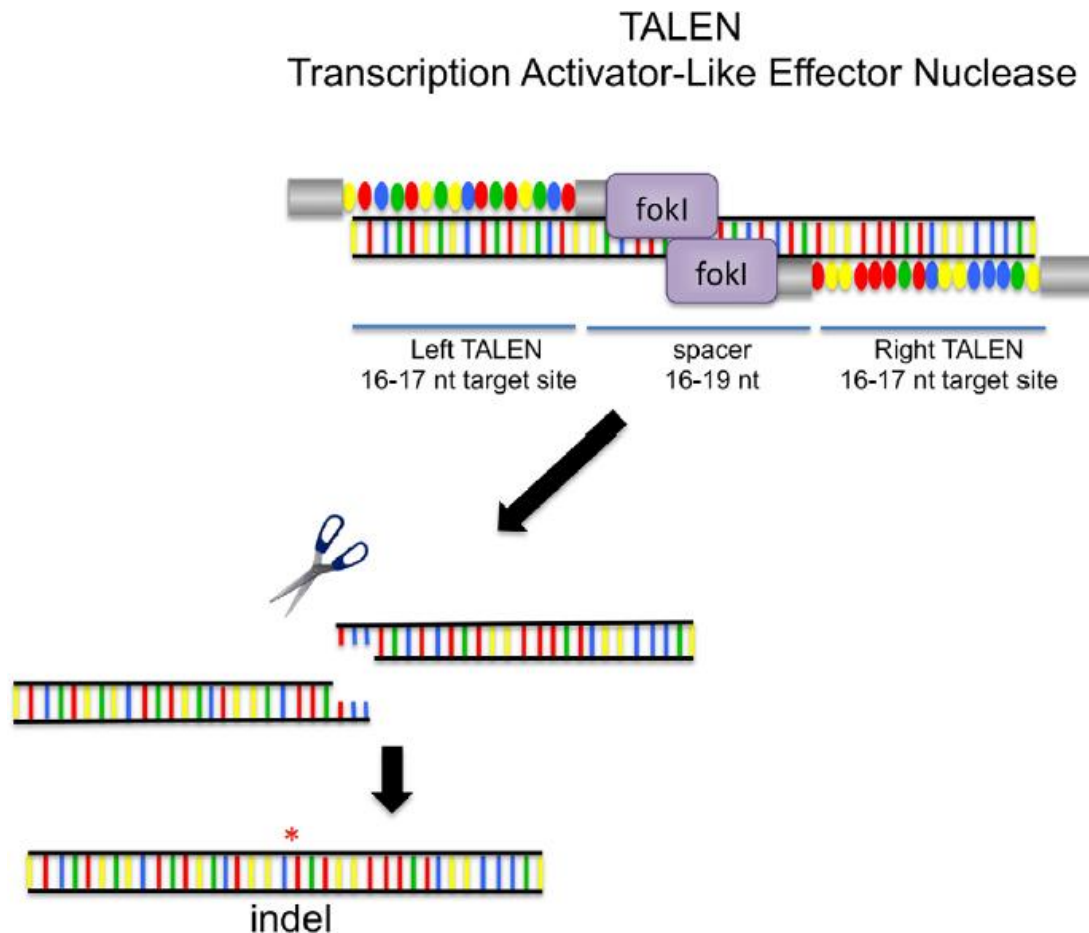 TALEN
Transcription Activator-Like Effector Nuclease
fokI
fokI
Left TALEN
16-17 nt target site
spacer
16-19 nt
Right TALEN
16-17 nt target site
*
indel